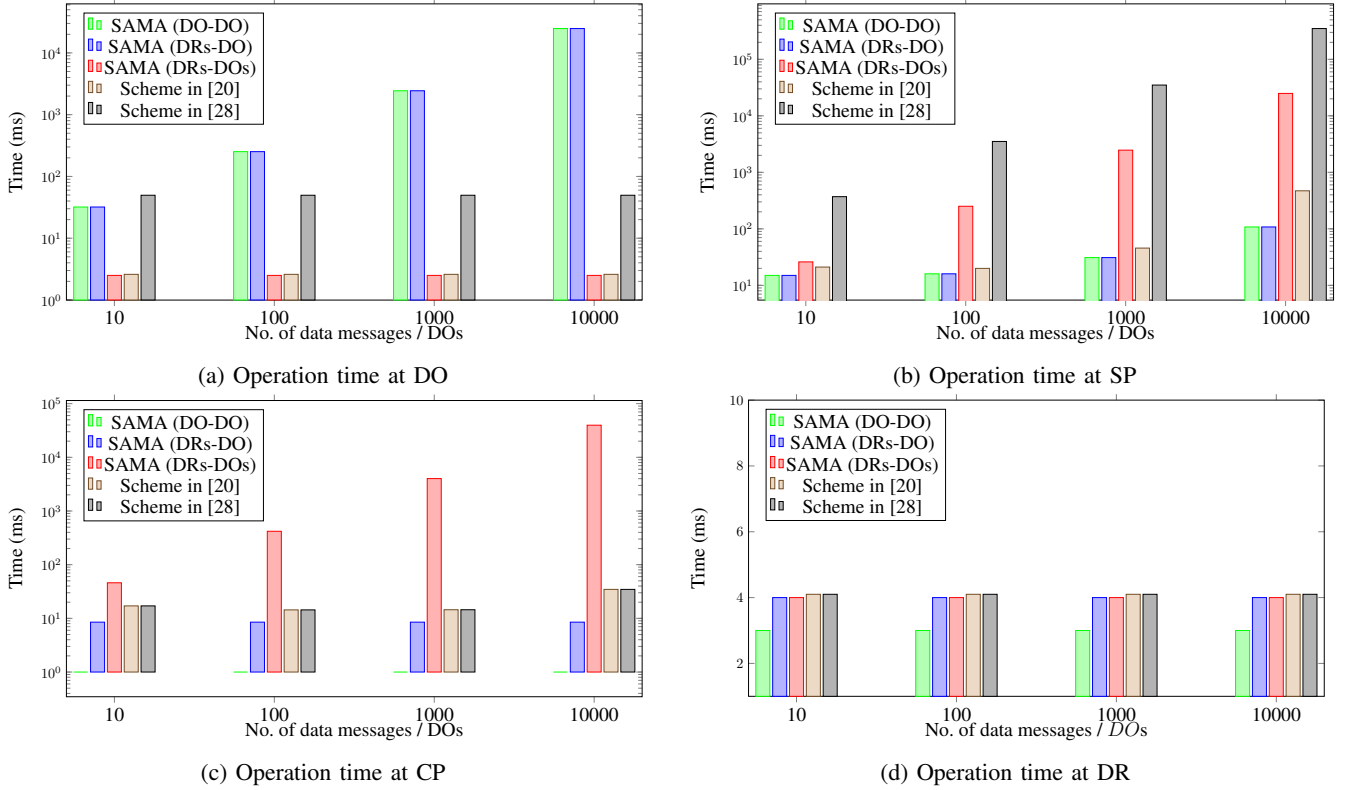 SAMA (DO-DO)
SAMA (DRs-DO)
SAMA (DRs-DOs)
Scheme in [20]
Scheme in [28]
Time (ms)
10^4
10^3
10^2
10^1
10^0
10 100 1000 10000
No. of data messages / DOs
(a) Operation time at DO
SAMA (DO-DO)
SAMA (DRs-DO)
SAMA (DRs-DOs)
Scheme in [20]
Scheme in [28]
Time (ms)
10^5
10^4
10^3
10^2
10^1
10 100 1000 10000
No. of data messages / DOs
(b) Operation time at SP
SAMA (DO-DO)
SAMA (DRs-DO)
SAMA (DRs-DOs)
Scheme in [20]
Scheme in [28]
Time (ms)
10^5
10^4
10^3
10^2
10^1
10^0
10 100 1000 10000
No. of data messages / DOs
(c) Operation time at CP
SAMA (DO-DO)
SAMA (DRs-DO)
SAMA (DRs-DOs)
Scheme in [20]
Scheme in [28]
Time (ms)
10
8
6
4
2
10 100 1000 10000
No. of data messages / DOs
(d) Operation time at DR